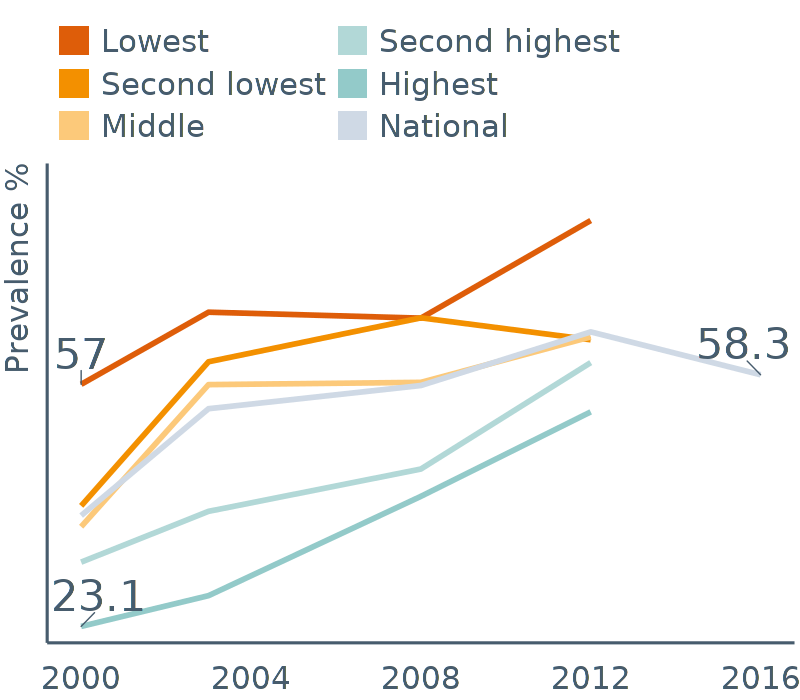 Lowest
Second lowest
Middle
Second highest
Highest
National
Prevalence %
57
58.3
23.1
2000 2004 2008 2012 2016